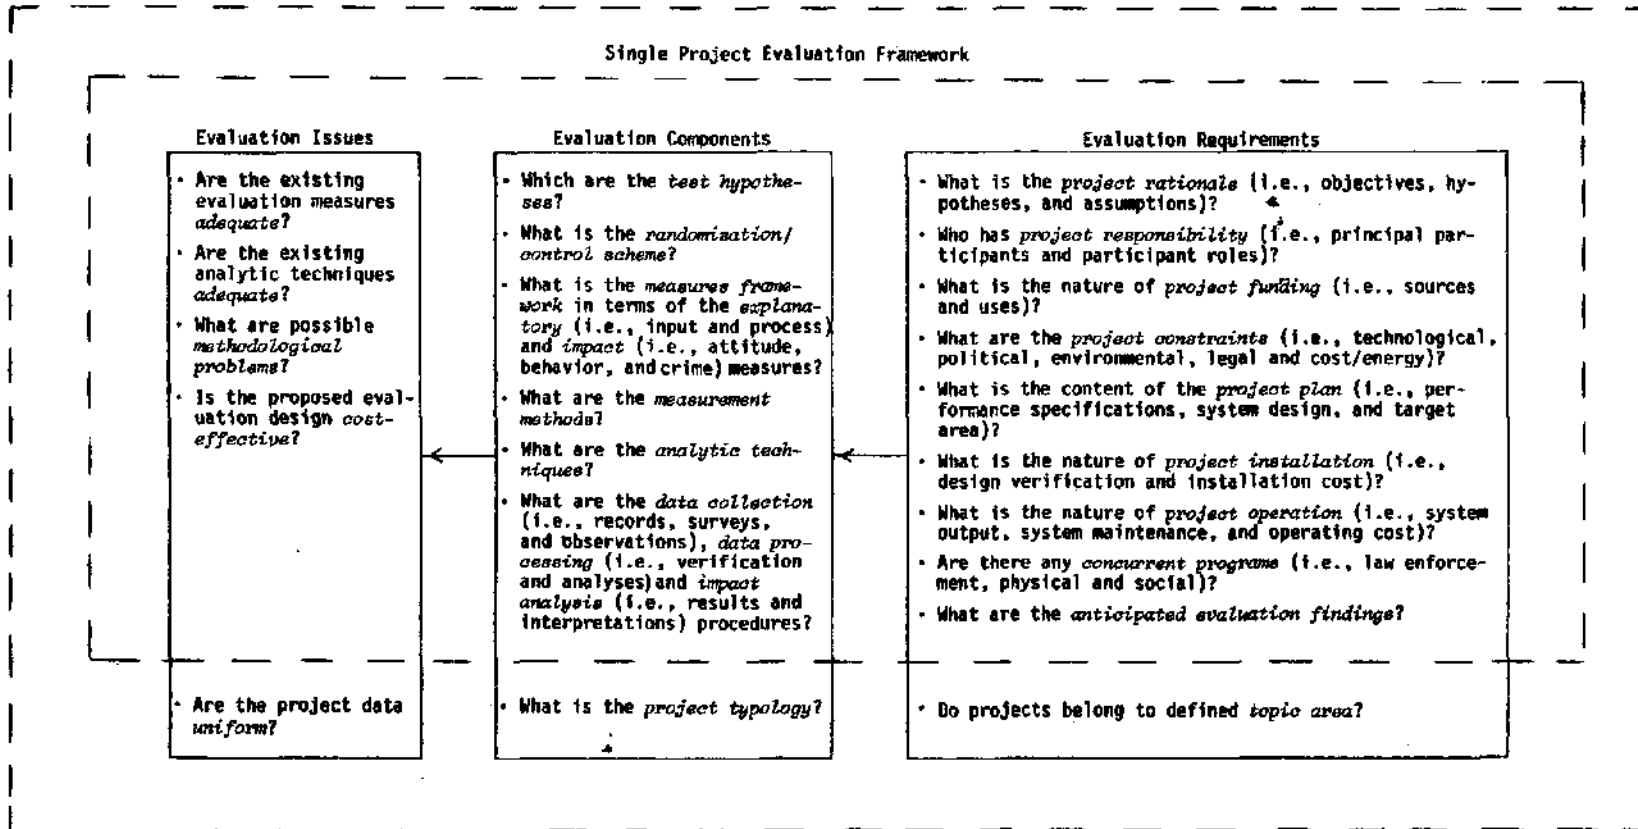 Single Project Evaluation Framework
Evaluation Issues
· Are the existing
evaluation measures
adequate?
· Are the existing
analytic techniques
adequate?
· What are possible
methodological
problems?
· Is the proposed eval-
uation design cost-
effective?
· Are the project data
uniform?
Evaluation Components
· Which are the test hypothe-
ses?
· What is the randomization/
control scheme?
· What is the measures frame-
work in terms of the explana-
tory (i.e., input and process)
and impact (i.e., attitude,
behavior, and crime) measures?
· What are the measurement
methods?
· What are the analytic tech-
niques?
· What are the data collection
(i.e., records, surveys,
and observations), data pro-
cessing (i.e., verification
and analyses) and impact
analysis (i.e., results and
interpretations) procedures?
· What is the project typology?
Evaluation Requirements
· What is the project rationale (i.e., objectives, hy-
potheses, and assumptions)?
· Who has project responsibility (i.e., principal par-
ticipants and participant roles)?
· What is the nature of project funding (i.e., sources
and uses)?
· What are the project constraints (i.e., technological,
political, environmental, legal and cost/energy)?
· What is the content of the project plan (i.e., per-
formance specifications, system design, and target
area)?
· What is the nature of project installation (i.e.,
design verification and installation cost)?
· What is the nature of project operation (i.e., system
output, system maintenance, and operating cost)?
· Are there any concurrent programs (i.e., law enforce-
ment, physical and social)?
· What are the anticipated evaluation findings?
· Do projects belong to defined topic area?